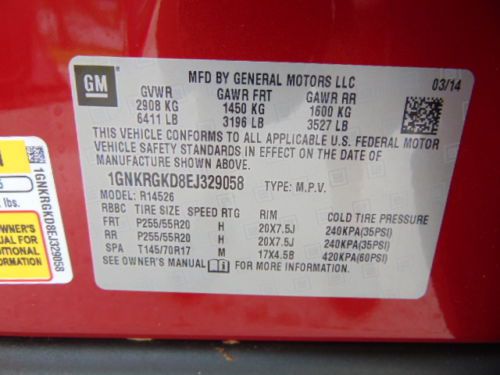 GM
MFD BY GENERAL MOTORS LLC
03/14
GVWR GAWR FRT GAWR RR
2908 KG 1450 KG 1600 KG
6411 LB 3196 LB 3527 LB
THIS VEHICLE CONFORMS TO ALL APPLICABLE U.S. FEDERAL MOTOR
VEHICLE SAFETY STANDARDS IN EFFECT ON THE DATE OF
MANUFACTURE SHOWN ABOVE.
1GNKRGKD8EJ329058 TYPE: M.P.V.
MODEL: R14526
RBBC TIRE SIZE SPEED RTG RIM COLD TIRE PRESSURE
FRT P255/55R20 H 20X7.5J 240KPA(35PSI)
RR P255/55R20 H 20X7.5J 240KPA(35PSI)
SPA T145/70R17 M 17X4.5B 420KPA(60PSI)
SEE OWNER'S MANUAL FOR MORE INFORMATION.
lbs.
OWNER'S
FOR
INFORMATION
1GNKRGKD8EJ329058